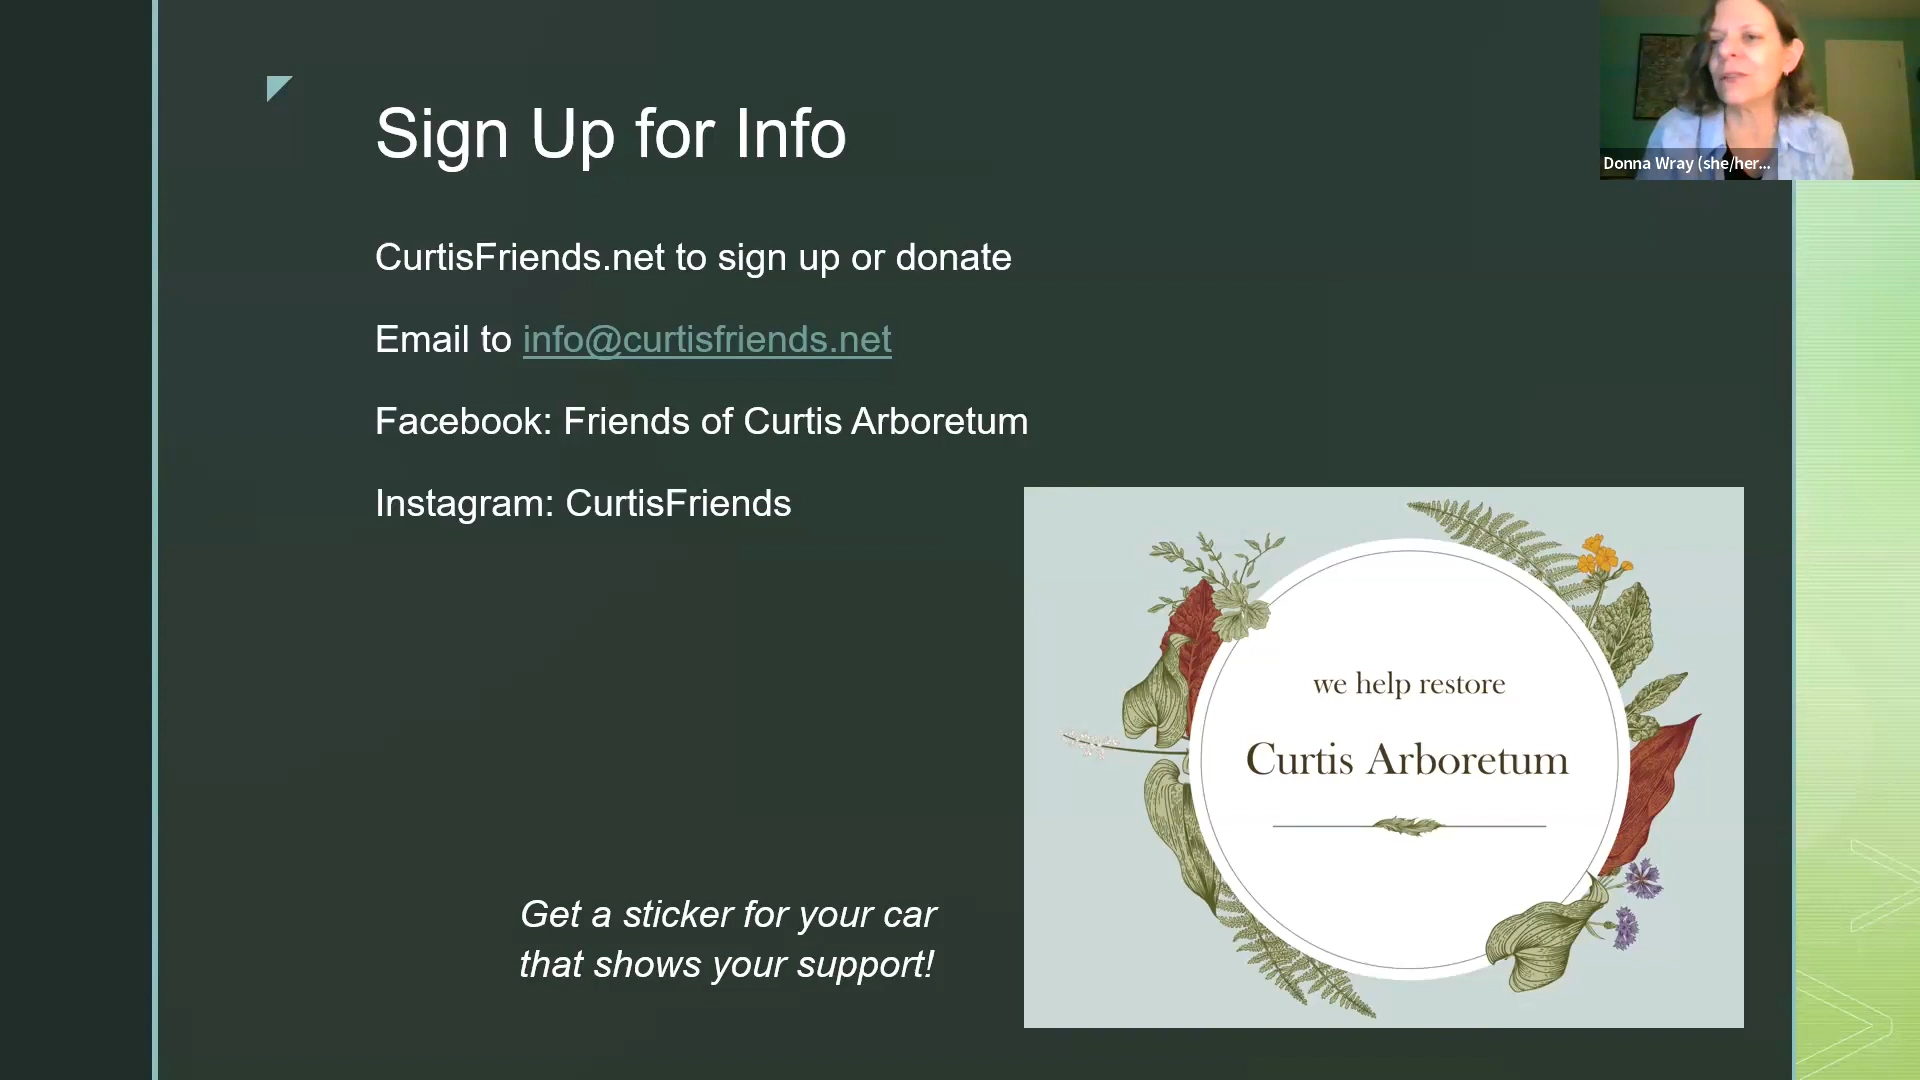 Sign Up for Info
Donna Wray (she/her...
CurtisFriends.net to sign up or donate
Email to info@curtisfriends.net
Facebook: Friends of Curtis Arboretum
Instagram: CurtisFriends
we help restore
Curtis Arboretum
Get a sticker for your car
that shows your support!